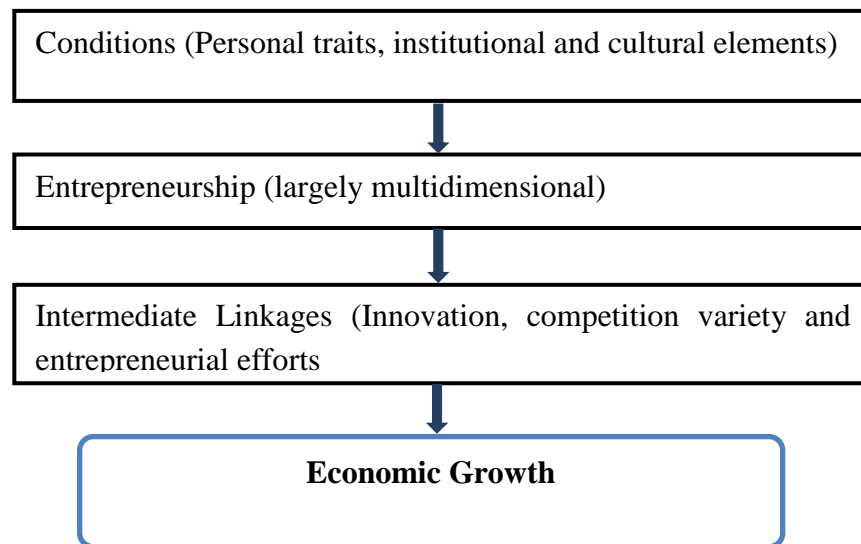 Conditions (Personal traits, institutional and cultural elements)
Entrepreneurship (largely multidimensional)
Intermediate Linkages (Innovation, competition variety and
entrepreneurial efforts
Economic Growth